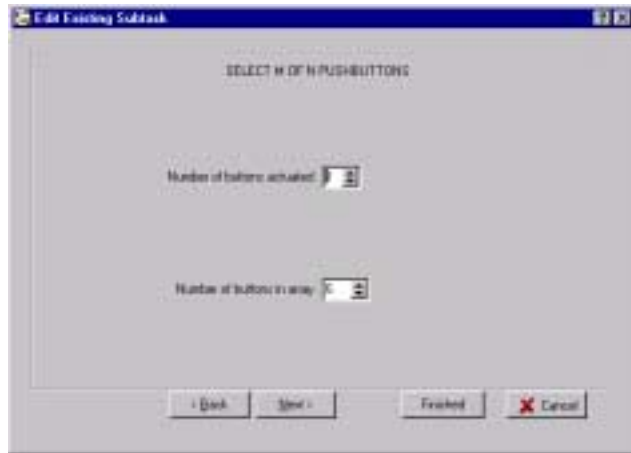 Edit Existing Subtask
SELECT M OF N PUSHBUTTONS
Number of buttons actuated:
Number of buttons in array:
< Back
Next >
Finished
Cancel